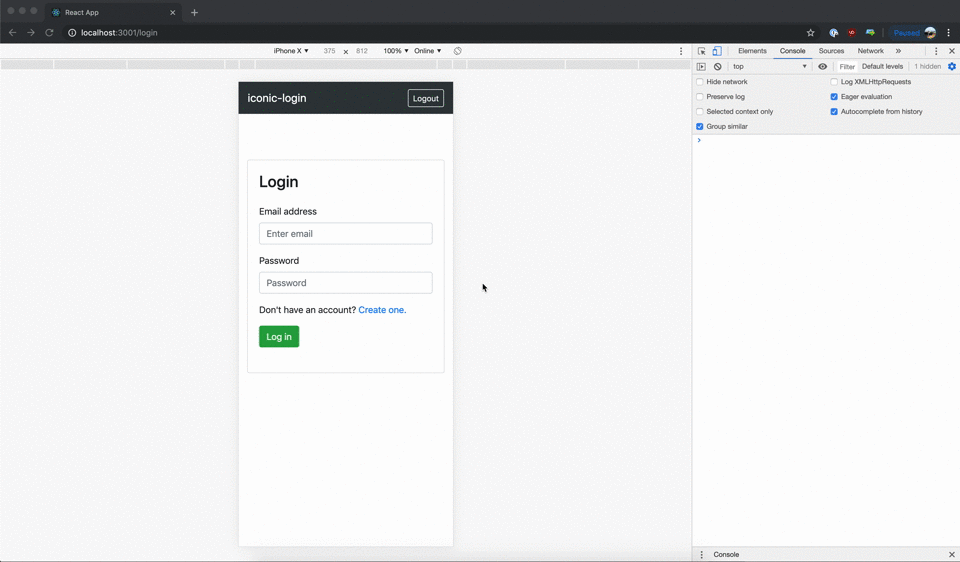 React App
localhost:3001/login
Paused
iPhone X 375 x 812 100% Online
Elements Console Sources Network »
top Filter Default levels 1 hidden
Hide network Log XMLHttpRequests
Preserve log Eager evaluation
Selected context only Autocomplete from history
Group similar
iconic-login Logout
Login
Email address
Enter email
Password
Password
Don't have an account? Create one.
Log in
Console